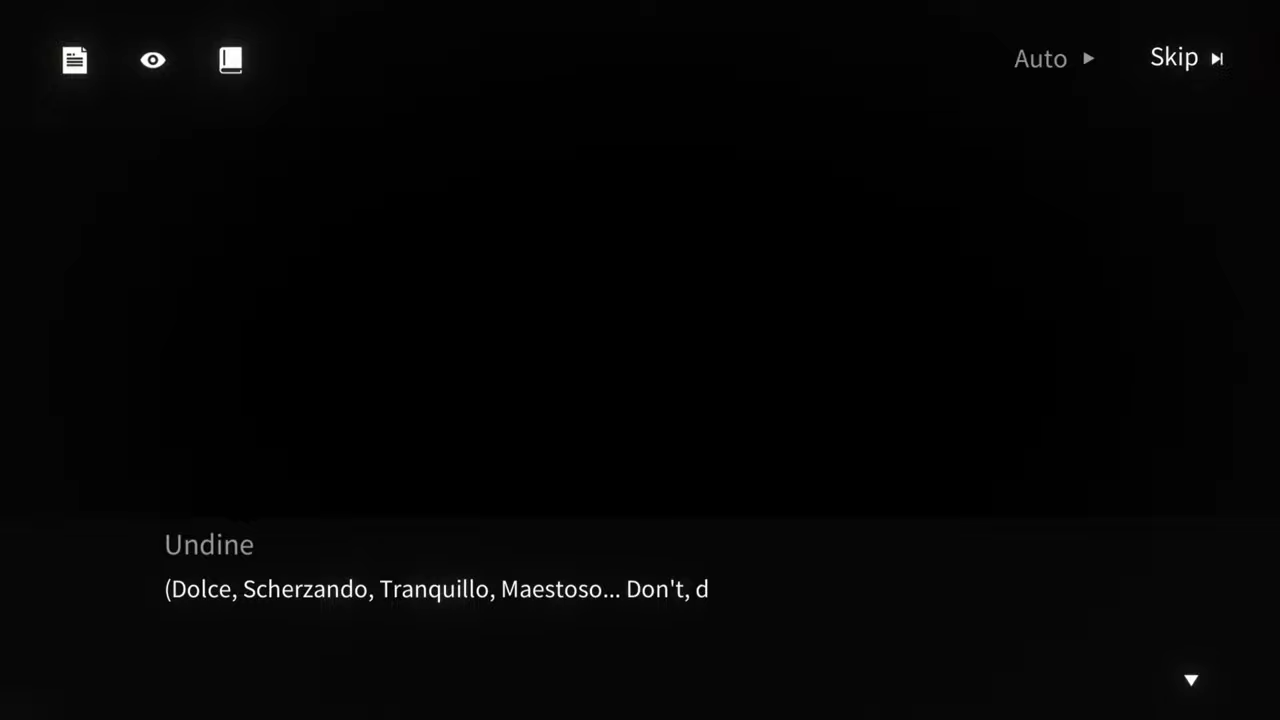 Auto
Skip
Undine
(Dolce, Scherzando, Tranquillo, Maestoso... Don't, d